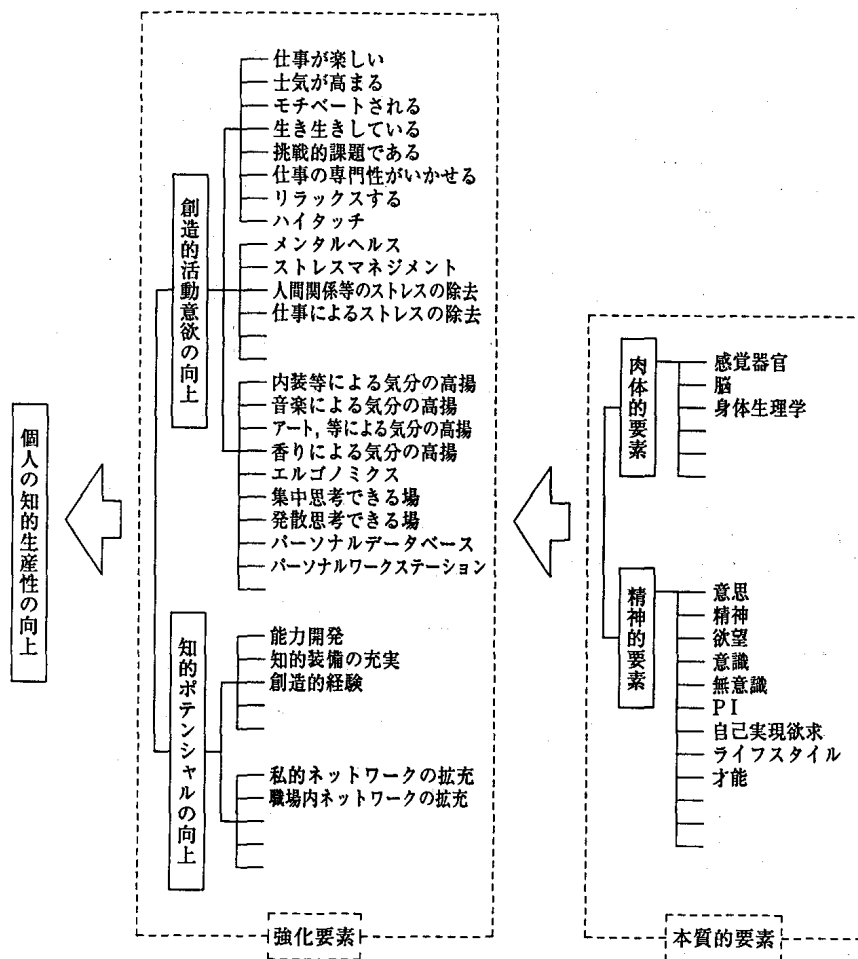 個人の知的生産性の向上
創造的活動意欲の向上
仕事が楽しい
士気が高まる
モチベートされる
生き生きしている
挑戦的課題である
仕事の専門性がいかせる
リラックスする
ハイタッチ
メンタルヘルス
ストレスマネジメント
人間関係等のストレスの除去
仕事によるストレスの除去
内装等による気分の高揚
音楽による気分の高揚
アート，等による気分の高揚
香りによる気分の高揚
エルゴノミクス
集中思考できる場
発散思考できる場
パーソナルデータベース
パーソナルワークステーション
知的ポテンシャルの向上
能力開発
知的装備の充実
創造的経験
私的ネットワークの拡充
職場内ネットワークの拡充
強化要素
肉体的要素
感覚器官
脳
身体生理学
精神的要素
意思
精神
欲望
意識
無意識
PI
自己実現欲求
ライフスタイル
才能
本質的要素